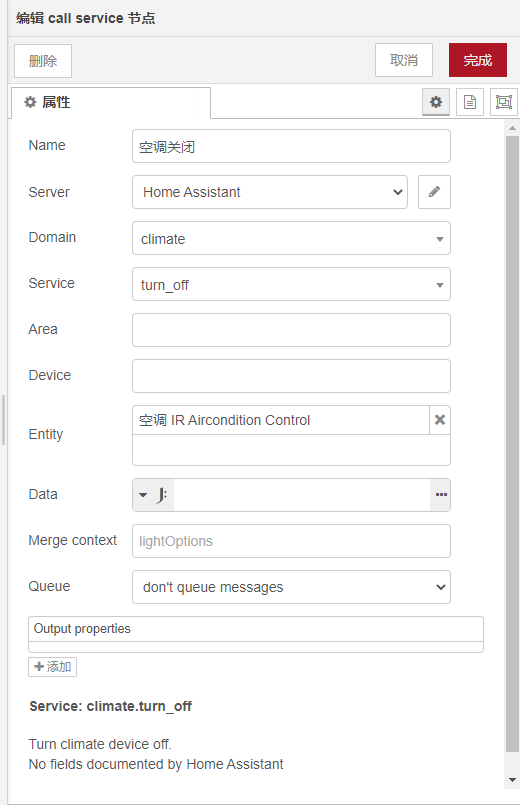 编辑 call service 节点
删除
取消
完成
属性
Name
空调关闭
Server
Home Assistant
Domain
climate
Service
turn_off
Area
Device
Entity
空调 IR Aircondition Control
Data
J:
Merge context
lightOptions
Queue
don't queue messages
Output properties
添加
Service: climate.turn_off
Turn climate device off.
No fields documented by Home Assistant